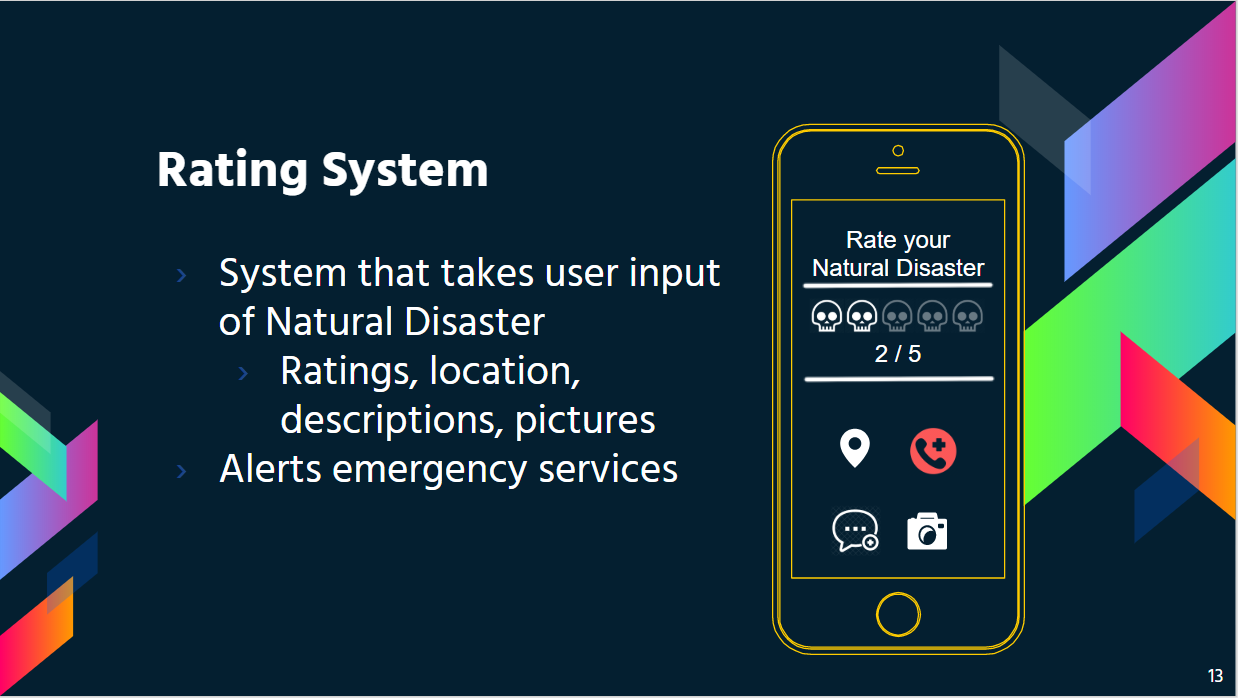 Rating System
System that takes user input
of Natural Disaster
Ratings, location,
descriptions, pictures
Alerts emergency services
Rate your
Natural Disaster
2 / 5
13